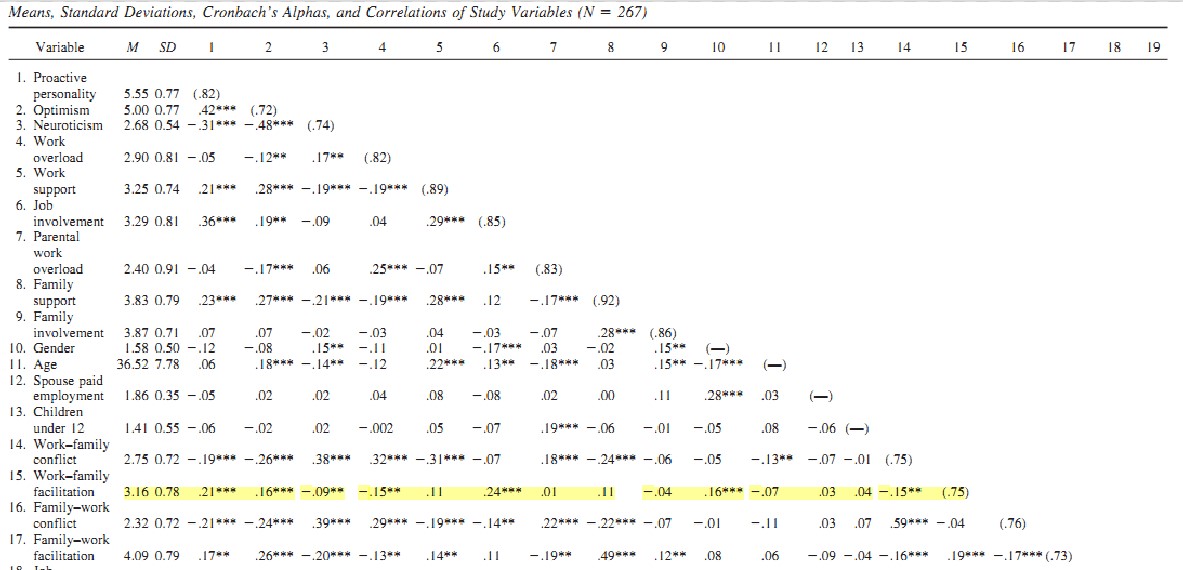 Means, Standard Deviations, Cronbach's Alphas, and Correlations of Study Variables (N = 267)
Variable M SD 1 2 3 4 5 6 7 8 9 10 11 12 13 14 15 16 17 18 19
1. Proactive
personality 5.55 0.77 (.82)
2. Optimism 5.00 0.77 .42*** (.72)
3. Neuroticism 2.68 0.54 −.31*** −.48*** (.74)
4. Work
overload 2.90 0.81 −.05 −.12** .17** (.82)
5. Work
support 3.25 0.74 .21*** .28*** −.19*** −.19*** (.89)
6. Job
involvement 3.29 0.81 .36*** .19** −.09 .04 .29*** (.85)
7. Parental
work
overload 2.40 0.91 −.04 −.17*** .06 .25*** −.07 .15** (.83)
8. Family
support 3.83 0.79 .23*** .27*** −.21*** −.19*** .28*** .12 −.17*** (.92)
9. Family
involvement 3.87 0.71 .07 .07 −.02 −.03 .04 −.03 −.07 .28*** (.86)
10. Gender 1.58 0.50 −.12 −.08 .15** −.11 .01 −.17*** .03 −.02 .15** (—)
11. Age 36.52 7.78 .06 .18*** −.14** −.12 .22*** .13** −.18*** .03 .15** −.17*** (—)
12. Spouse paid
employment 1.86 0.35 −.05 .02 .02 .04 .08 −.08 .02 .00 .11 .28*** .03 (—)
13. Children
under 12 1.41 0.55 −.06 −.02 .02 −.002 .05 −.07 .19*** −.06 −.01 −.05 .08 −.06 (—)
14. Work–family
conflict 2.75 0.72 −.19*** −.26*** .38*** .32*** −.31*** −.07 .18*** −.24*** −.06 −.05 −.13** −.07 −.01 (.75)
15. Work–family
facilitation 3.16 0.78 .21*** .16*** −.09** −.15** .11 .24*** .01 .11 −.04 .16*** −.07 .03 .04 −.15** (.75)
16. Family–work
conflict 2.32 0.72 −.21*** −.24*** .39*** .29*** −.19*** −.14** .22*** −.22*** −.07 −.01 −.11 .03 .07 .59*** −.04 (.76)
17. Family–work
facilitation 4.09 0.79 .17** .26*** −.20*** −.13** .14** .11 −.19** .49*** .12** .08 .06 −.09 −.04 −.16*** .19*** −.17*** (.73)